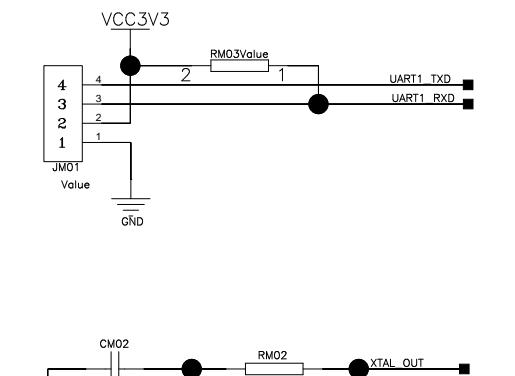 VCC3V3
RM03Value
2 1
4 4 UART1_TXD
3 3 UART1_RXD
2 2
1 1
JM01
Value
GND
CM02
RM02
XTAL_OUT